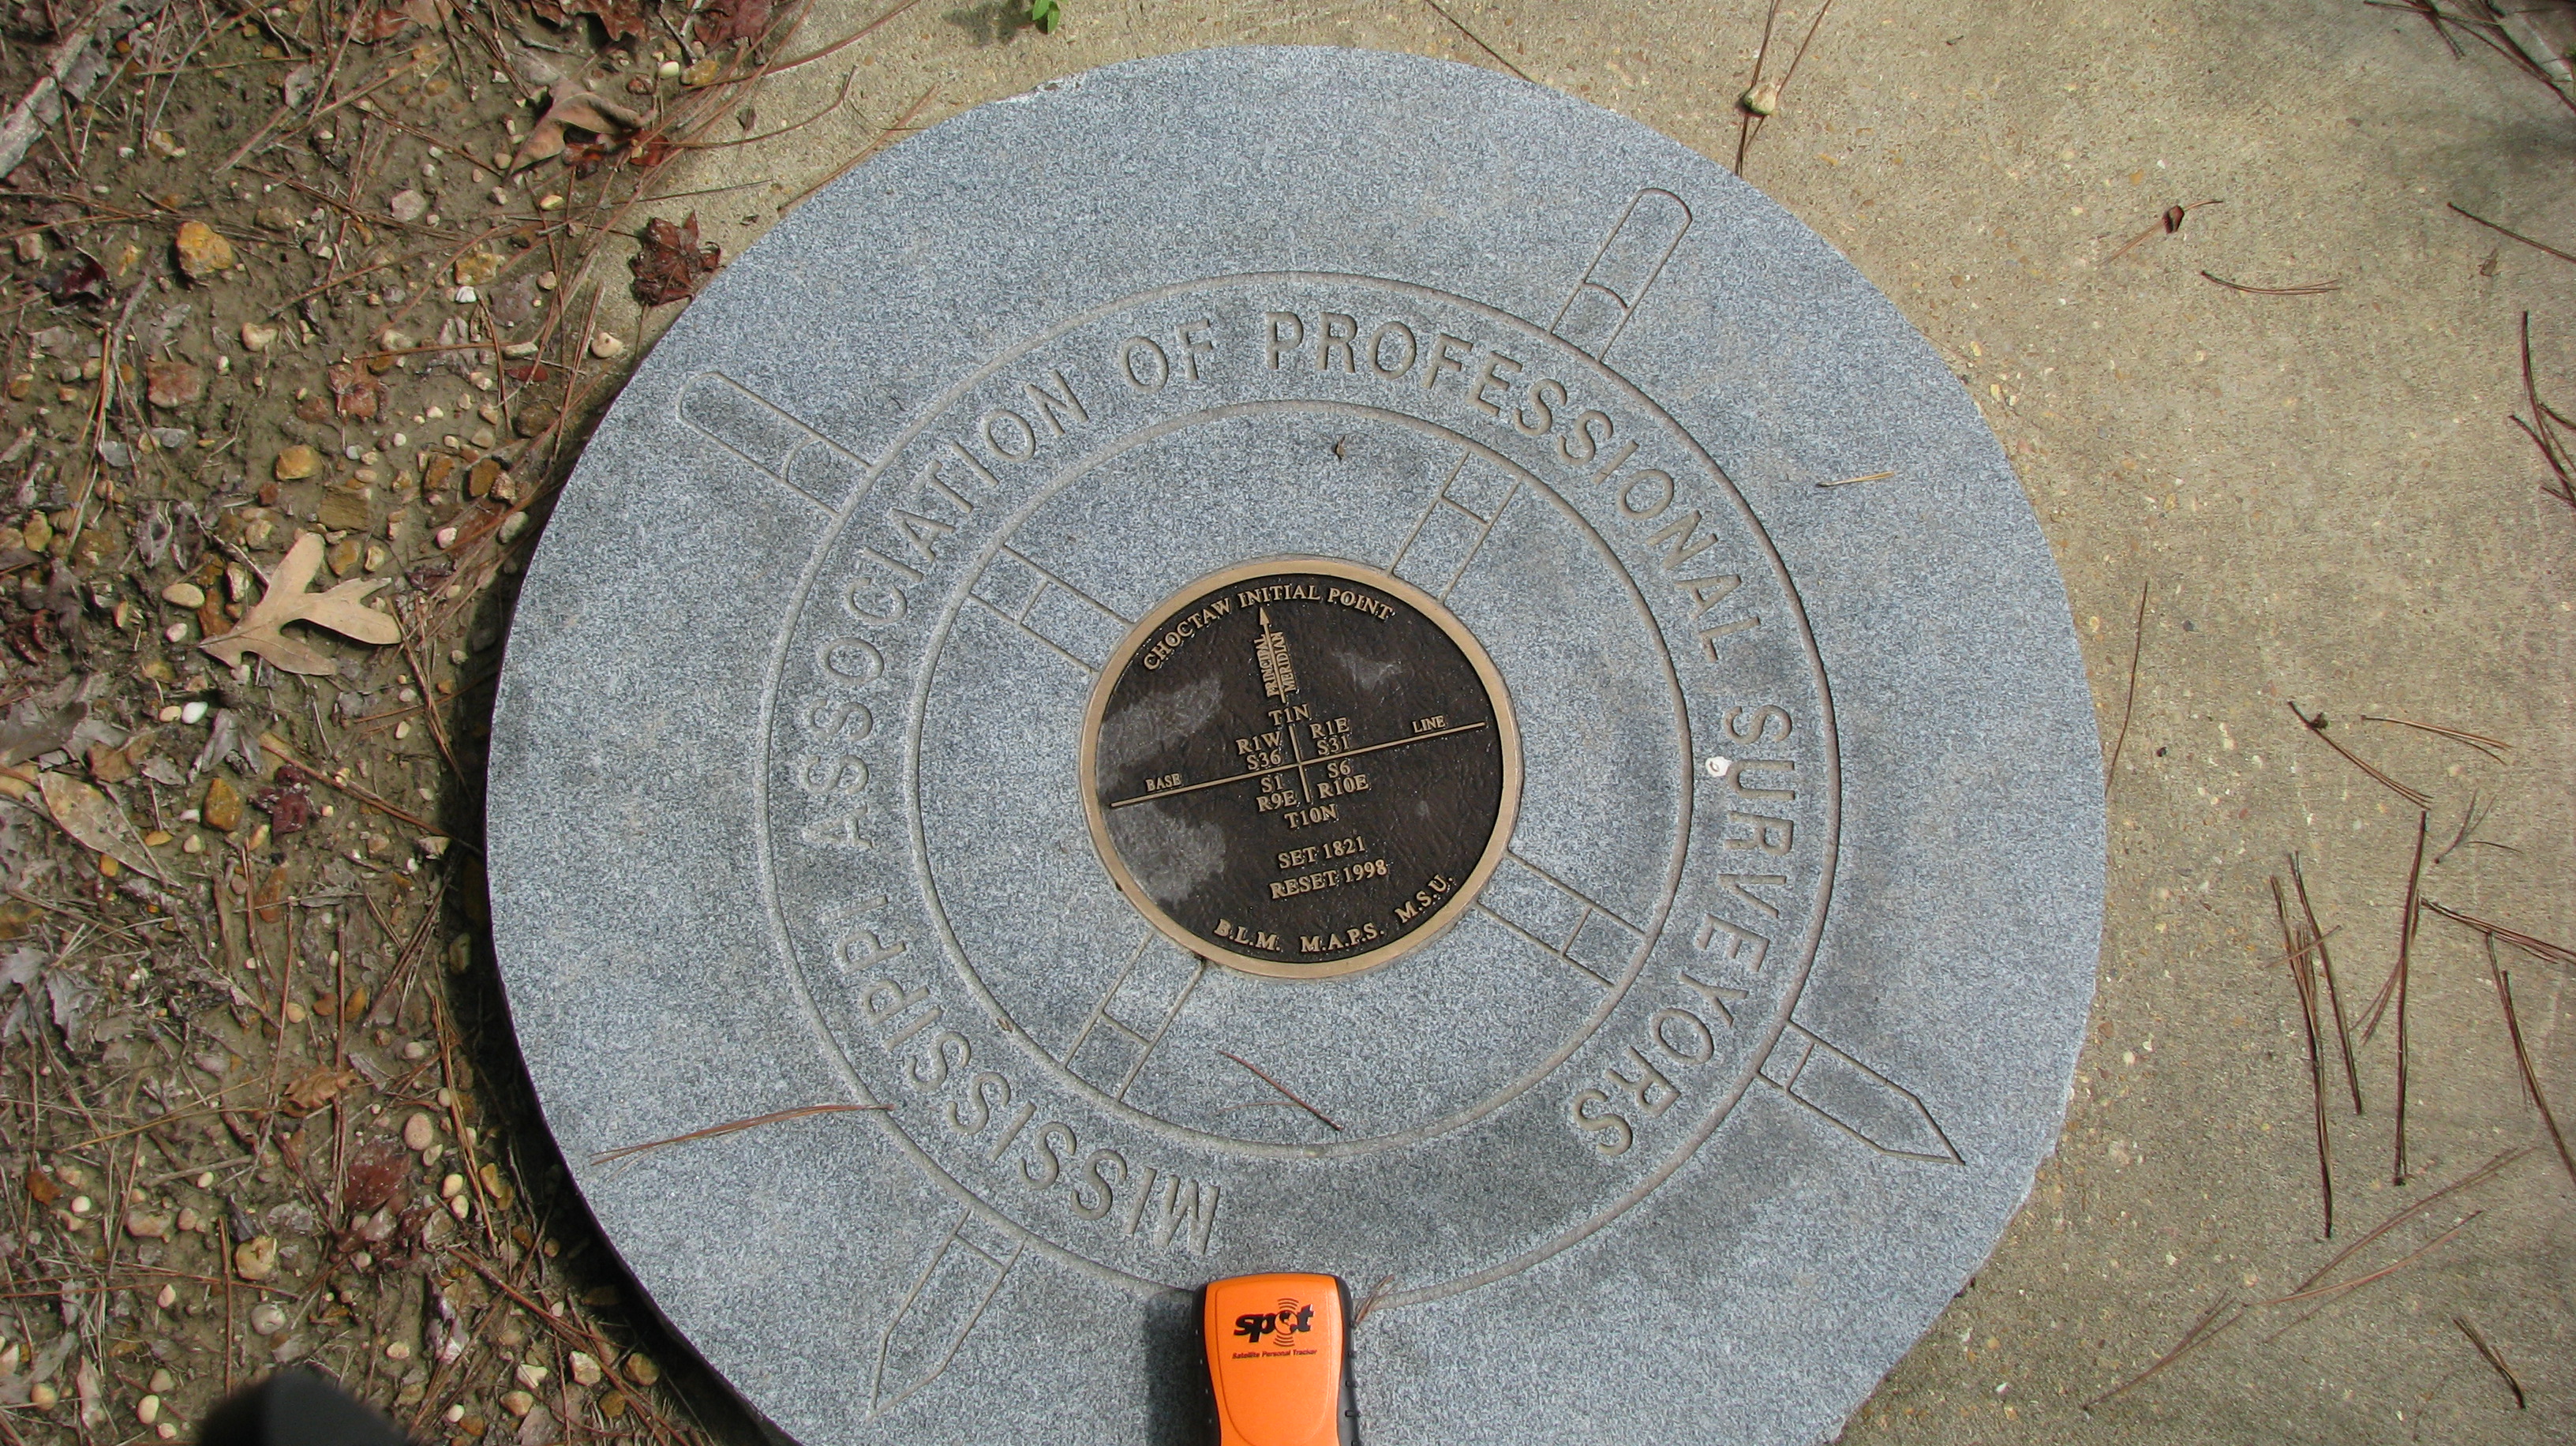 MISSISSIPPI ASSOCIATION OF PROFESSIONAL SURVEYORS
CHOCTAW INITIAL POINT
PRINCIPAL
MERIDIAN
T1N
R1W R1E
S36 S31
BASE LINE
S1 S6
R9E R10E
T10N
SET 1821
RESET 1998
B.L.M. M.A.P.S. M.S.U.
spot
Satellite Personal Tracker